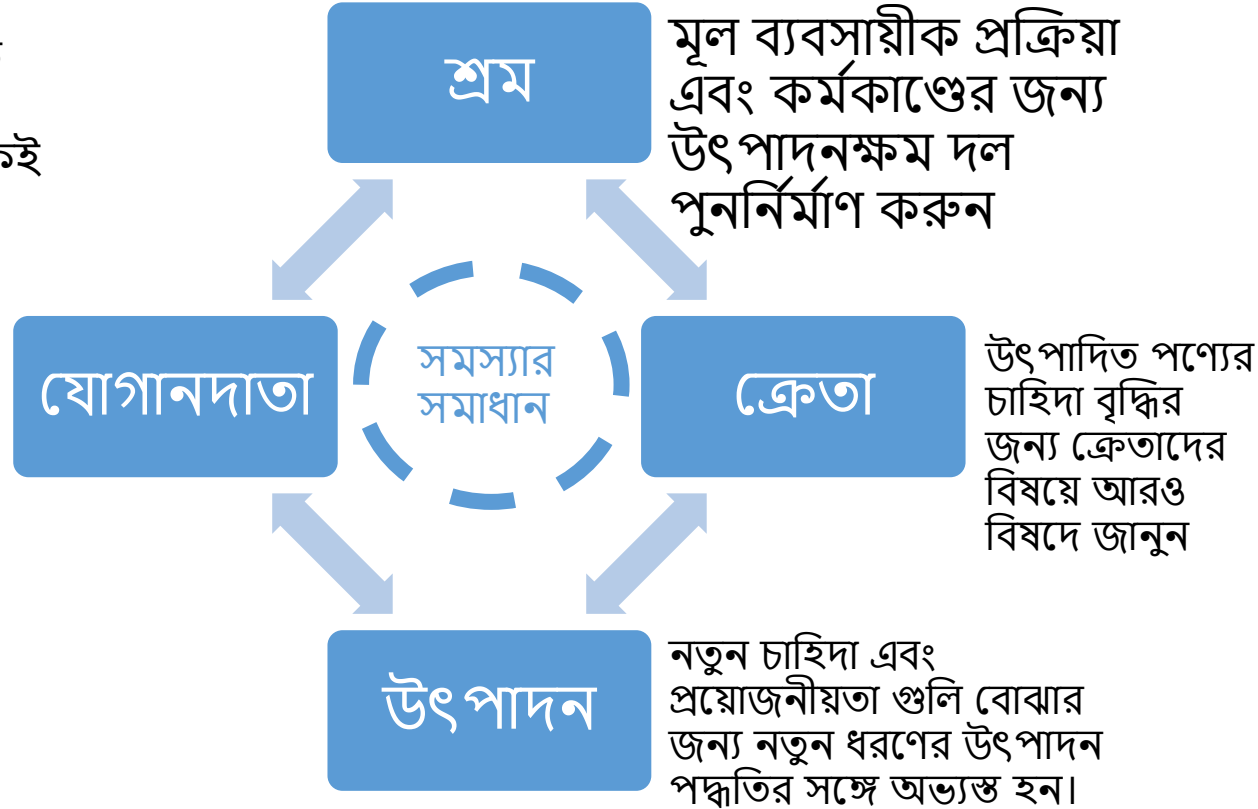 শ্রম
মূল ব্যবসায়ীক প্রক্রিয়া
এবং কর্মকাণ্ডের জন্য
উৎপাদনক্ষম দল
পুনর্নির্মাণ করুন
যোগানদাতা
সমস্যার
সমাধান
ক্রেতা
উৎপাদিত পণ্যের
চাহিদা বৃদ্ধির
জন্য ক্রেতাদের
বিষয়ে আরও
বিষদে জানুন
উৎপাদন
নতুন চাহিদা এবং
প্রয়োজনীয়তা গুলি বোঝার
জন্য নতুন ধরণের উৎপাদন
পদ্ধতির সঙ্গে অভ্যস্ত হন।